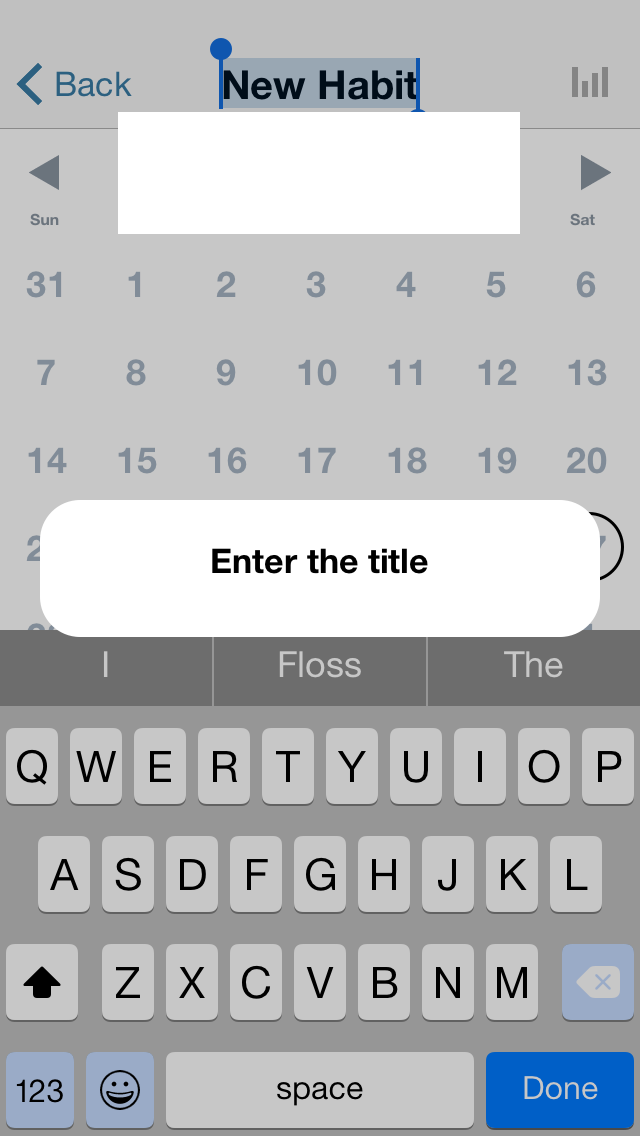 Back New Habit
Sun Sat
31 1 2 3 4 5 6
7 8 9 10 11 12 13
14 15 16 17 18 19 20
Enter the title
I Floss The
Q W E R T Y U I O P
A S D F G H J K L
Z X C V B N M
123 space Done